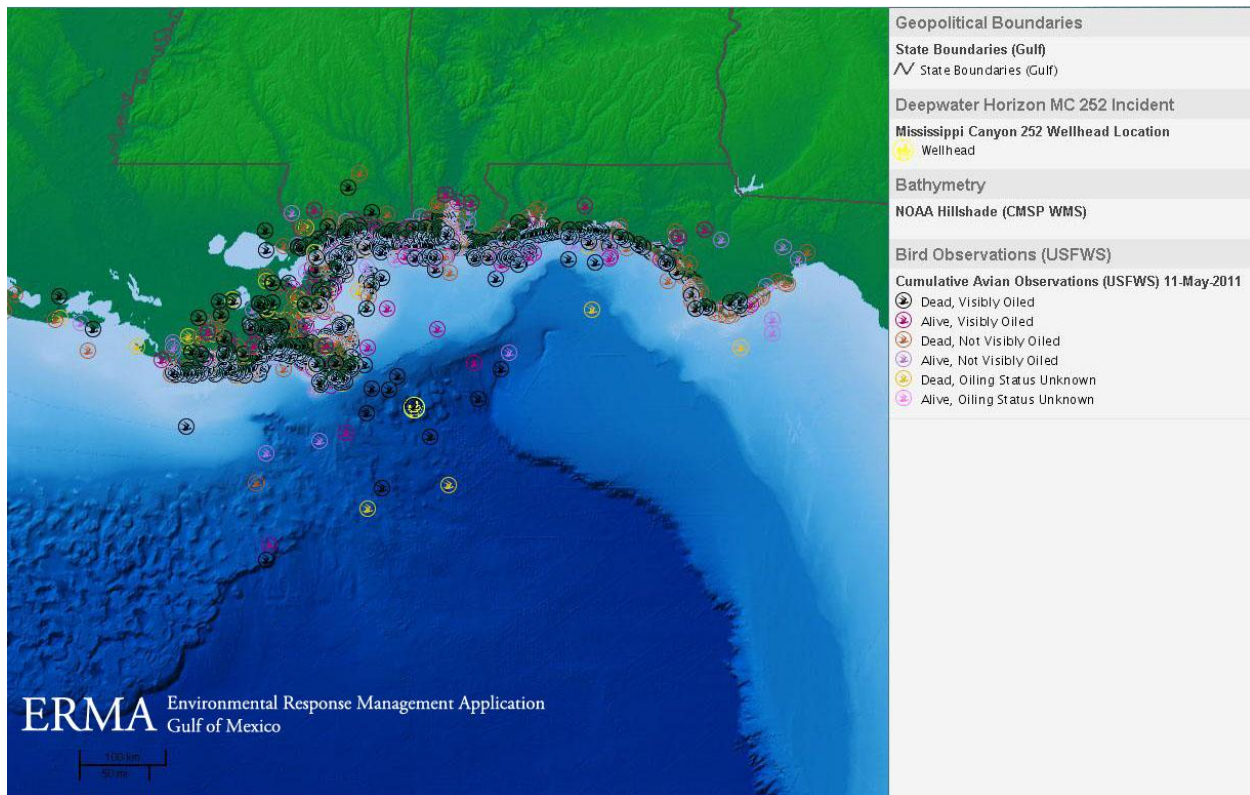 Geopolitical Boundaries
State Boundaries (Gulf)
State Boundaries (Gulf)
Deepwater Horizon MC 252 Incident
Mississippi Canyon 252 Wellhead Location
Wellhead
Bathymetry
NOAA Hillshade (CMSP WMS)
Bird Observations (USFWS)
Cumulative Avian Observations (USFWS) 11-May-2011
Dead, Visibly Oiled
Alive, Visibly Oiled
Dead, Not Visibly Oiled
Alive, Not Visibly Oiled
Dead, Oiling Status Unknown
Alive, Oiling Status Unknown
ERMA Environmental Response Management Application
Gulf of Mexico
100 km
50 mi